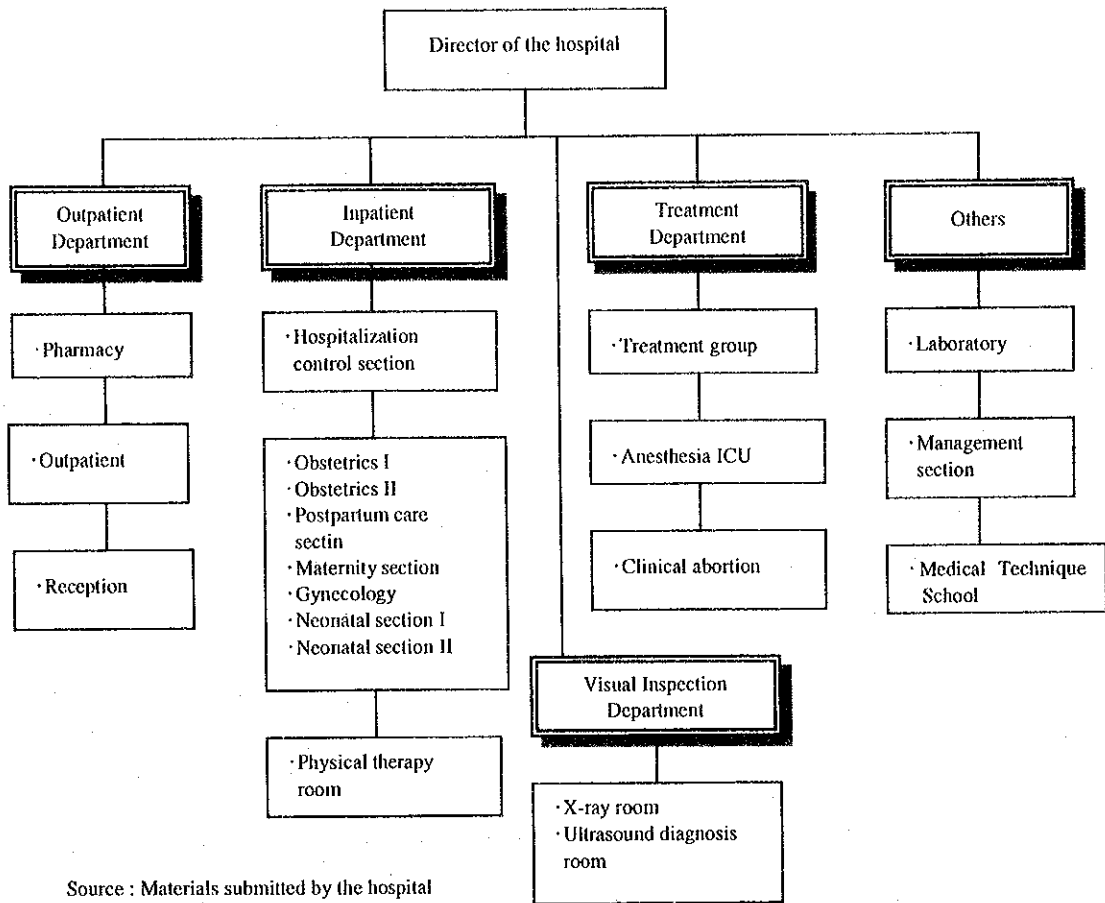 Director of the hospital
Outpatient
Department
Inpatient
Department
Treatment
Department
Others
·Pharmacy
·Outpatient
·Reception
·Hospitalization
control section
·Obstetrics I
·Obstetrics II
·Postpartum care
sectin
·Maternity section
·Gynecology
·Neonatal section I
·Neonatal section II
·Physical therapy
room
·Treatment group
·Anesthesia ICU
·Clinical abortion
·Laboratory
·Management
section
·Medical Technique
School
Visual Inspection
Department
·X-ray room
·Ultrasound diagnosis
room
Source : Materials submitted by the hospital